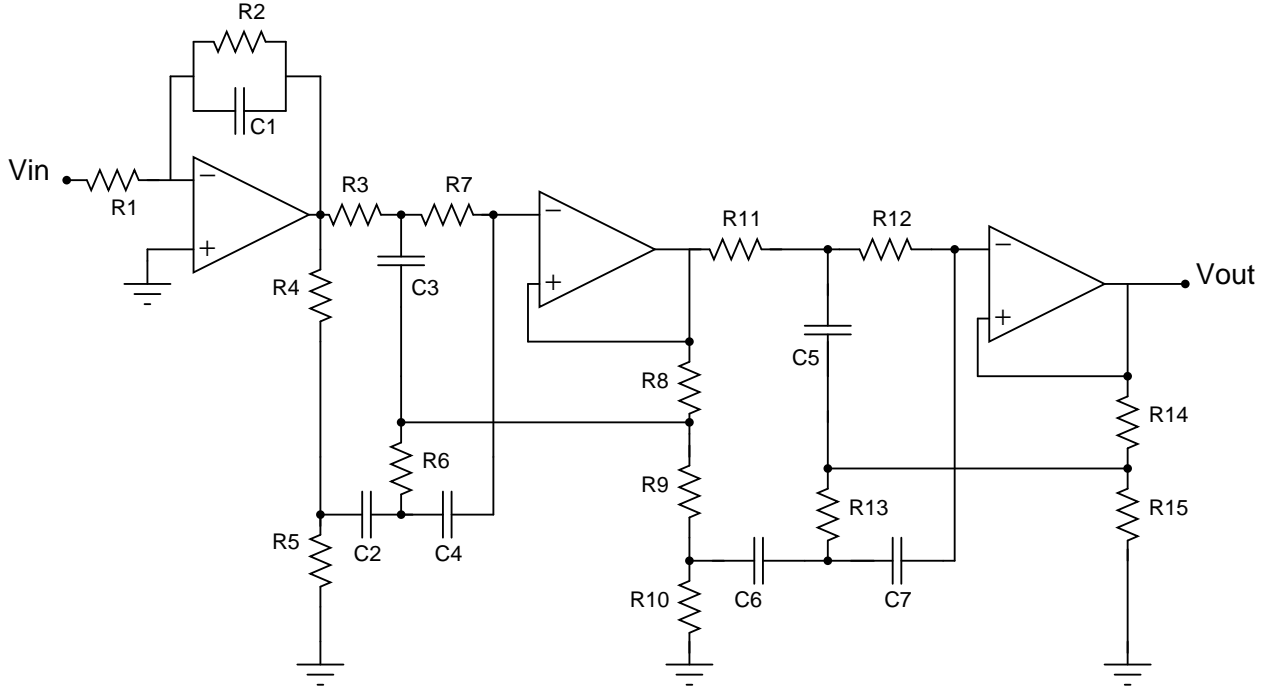 R2
C1
Vin
R1
−
+
R3
R7
R4
C3
−
+
R11
R12
C5
−
+
Vout
R8
R14
R6
R9
R13
R15
R5
C2
C4
R10
C6
C7